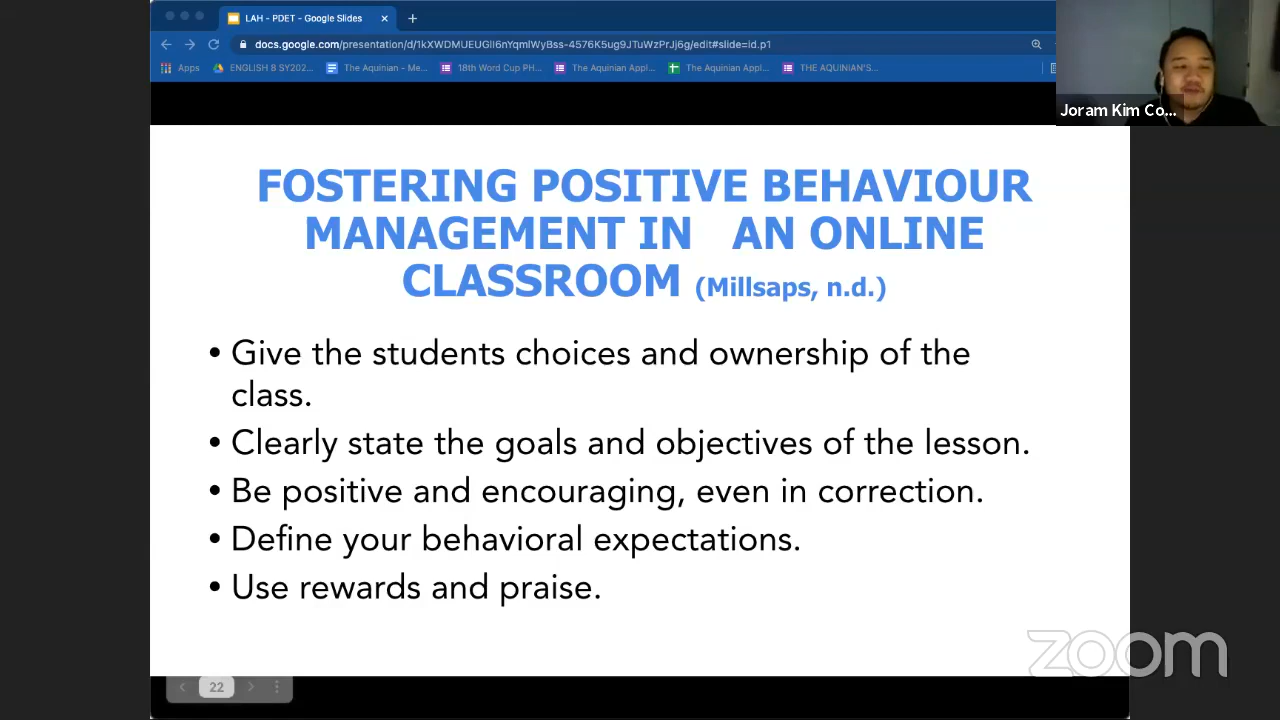 LAH - PDET - Google Slides
docs.google.com/presentation/d/1kXWDMUEUGlI6nYqmlWyBss-4576K5ug9JTuWzPrJj6g/edit#slide=id.p1
Apps ENGLISH 8 SY202... The Aquinian - Me... 18th Word Cup PH... The Aquinian Appl... The Aquinian Appl... THE AQUINIAN'S...
Joram Kim Co...
FOSTERING POSITIVE BEHAVIOUR
MANAGEMENT IN AN ONLINE
CLASSROOM (Millsaps, n.d.)
• Give the students choices and ownership of the
class.
• Clearly state the goals and objectives of the lesson.
• Be positive and encouraging, even in correction.
• Define your behavioral expectations.
• Use rewards and praise.
zoom
22